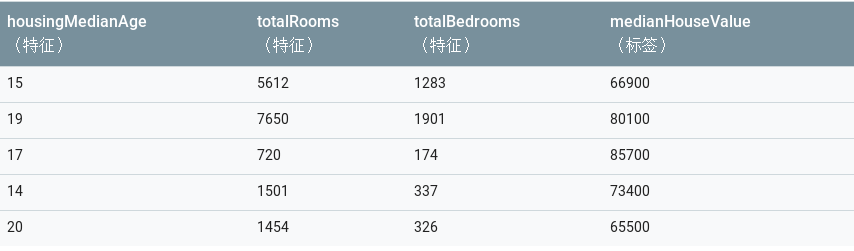 housingMedianAge totalRooms totalBedrooms medianHouseValue
（特征） （特征） （特征） （标签）
15 5612 1283 66900
19 7650 1901 80100
17 720 174 85700
14 1501 337 73400
20 1454 326 65500